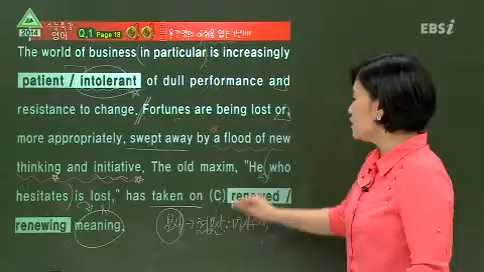 2014
영어
Q.1 Page 18
EBSi
The world of business in particular is increasingly
patient / intolerant of dull performance and
resistance to change. Fortunes are being lost or,
more appropriately, swept away by a flood of new
thinking and initiative. The old maxim, "He who
hesitates is lost," has taken on (C) renewed /
renewing meaning.